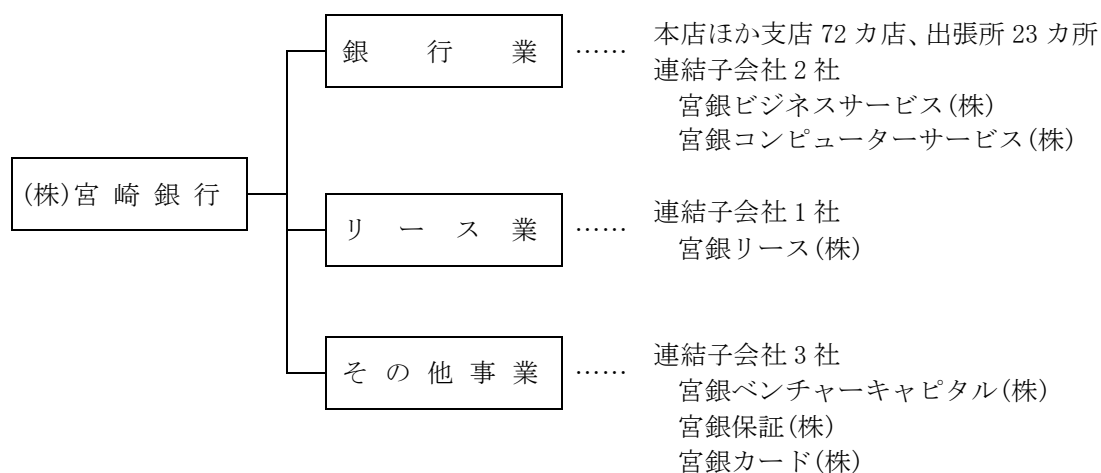 銀行業 …… 本店ほか支店 72 カ店、出張所 23 カ所
連結子会社 2 社
宮銀ビジネスサービス(株)
宮銀コンピューターサービス(株)
(株)宮崎銀行
リース業 …… 連結子会社 1 社
宮銀リース(株)
その他事業 …… 連結子会社 3 社
宮銀ベンチャーキャピタル(株)
宮銀保証(株)
宮銀カード(株)